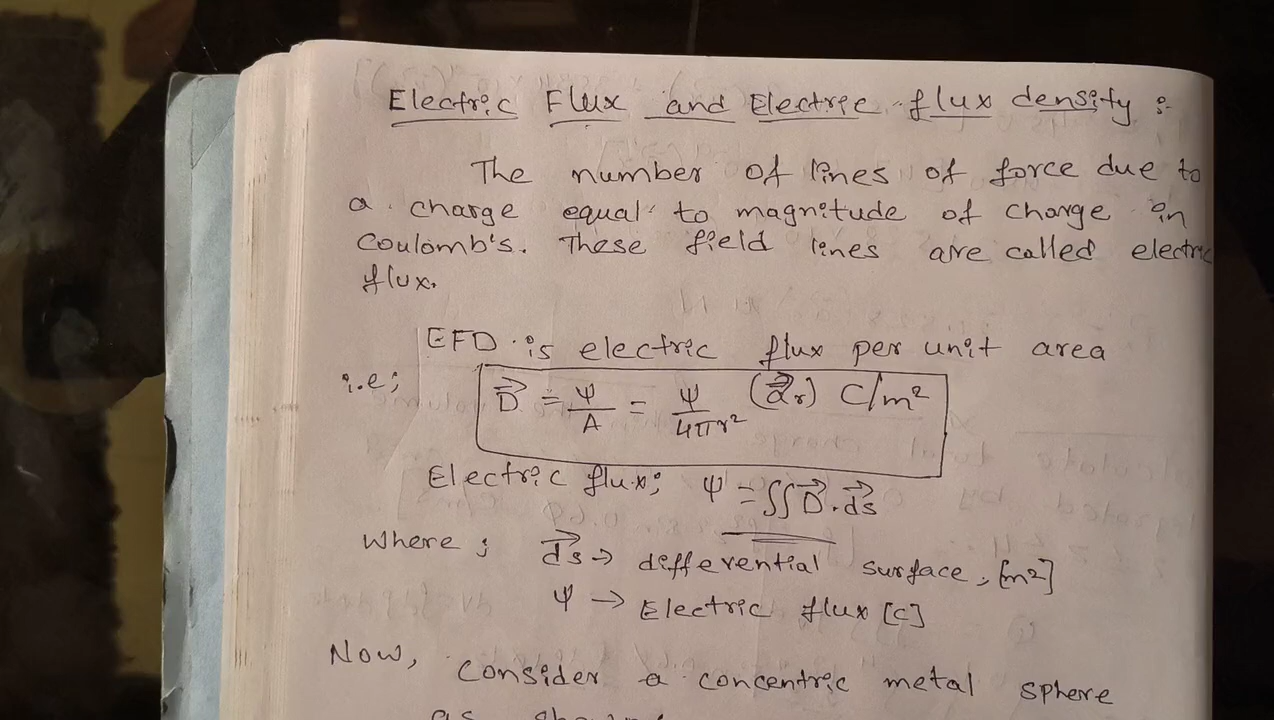 Electric Flux and Electric flux density :-
The number of lines of force due to
a charge equal to magnitude of charge in
Coulomb's. These field lines are called electric
flux.
EFD is electric flux per unit area
i.e; D⃗ = ψ/A = ψ/4πr² (a⃗r) C/m²
Electric flux; ψ = ∬ D⃗ . d⃗s
Where ; d⃗s → differential surface, [m²]
ψ → Electric flux [C]
Now, consider a concentric metal sphere
as